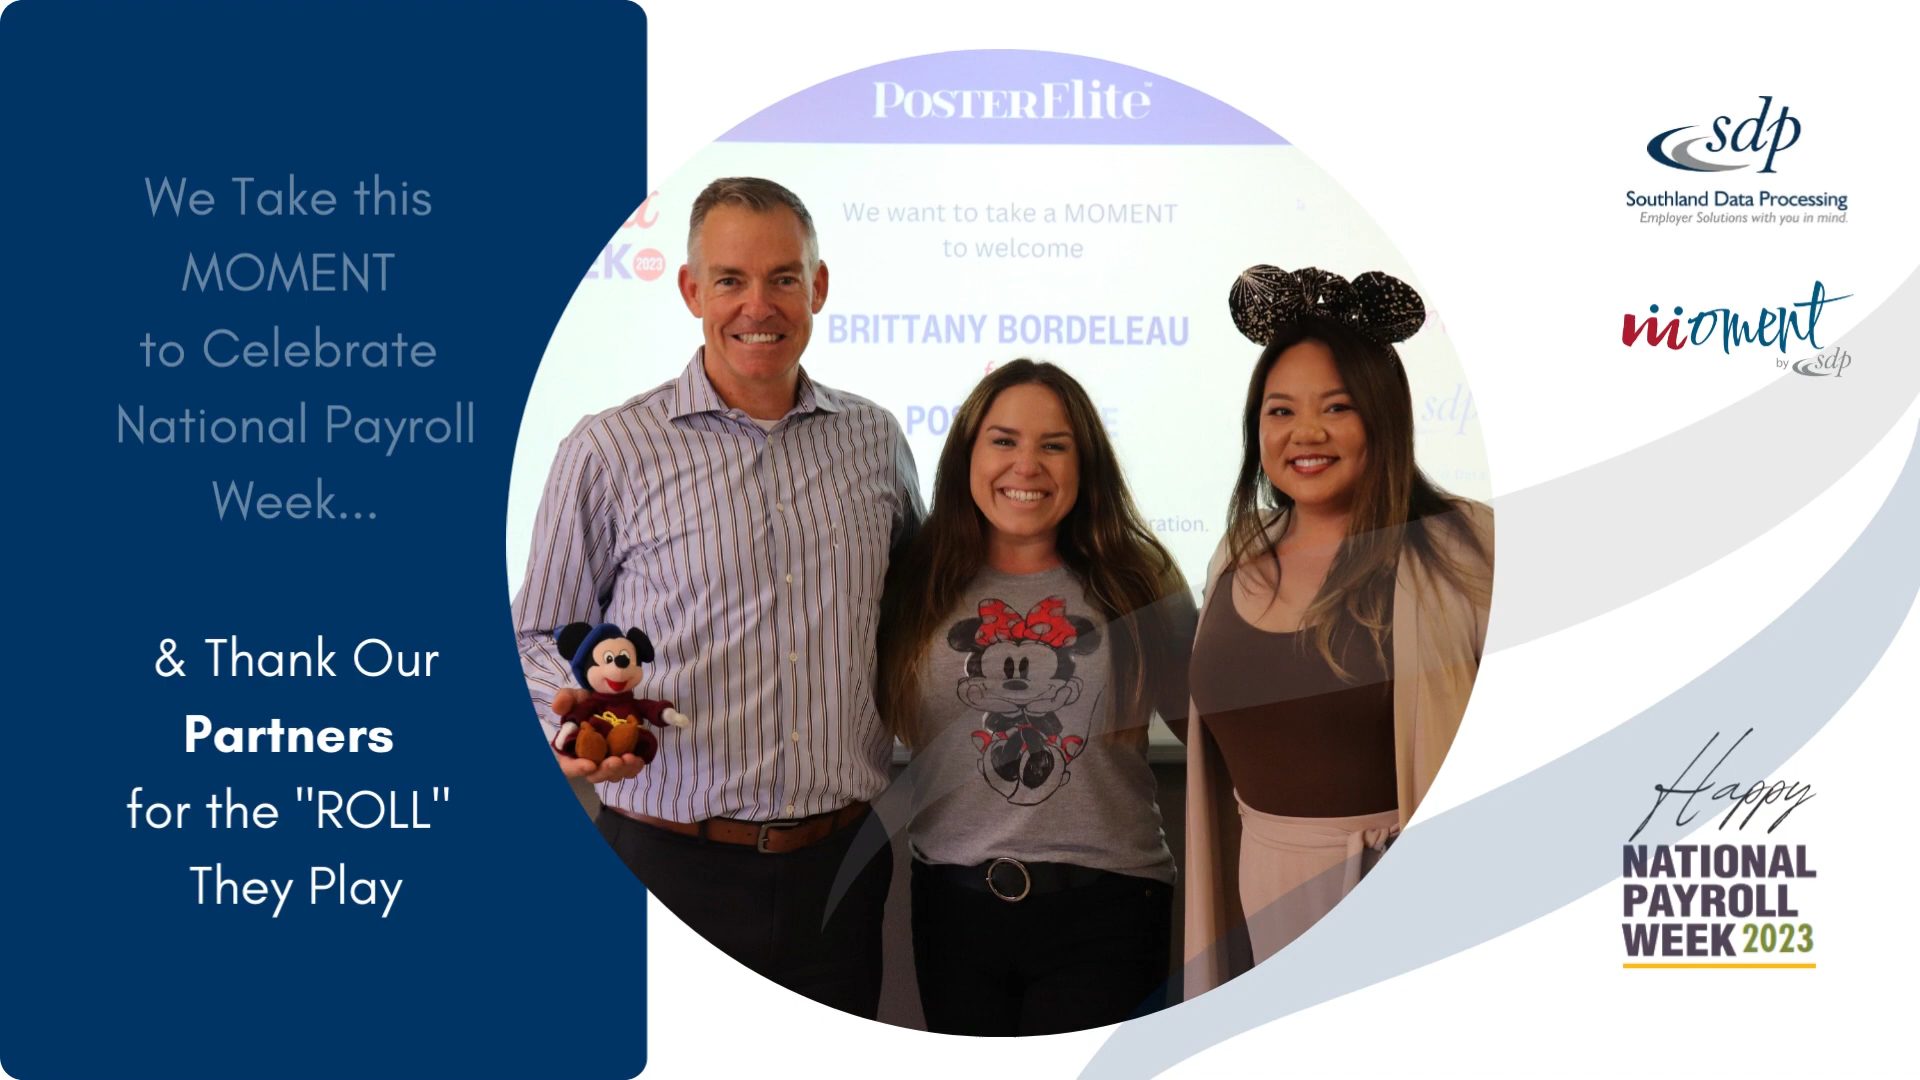 We Take this
MOMENT
to Celebrate
National Payroll
Week...
& Thank Our
Partners
for the "ROLL"
They Play
POSTERElite™
2023
We want to take a MOMENT
to welcome
BRITTANY BORDELEAU
sdp
sdp
Southland Data Processing
Employer Solutions with you in mind.
moment
by sdp
Happy
NATIONAL
PAYROLL
WEEK 2023